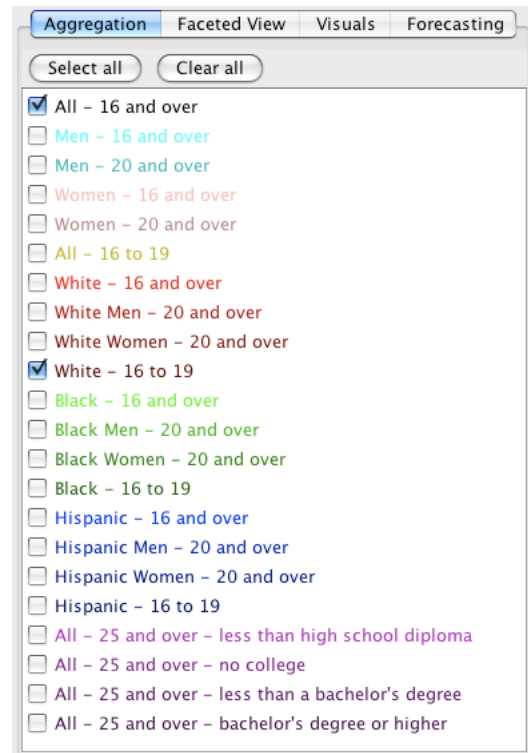 Aggregation Faceted View Visuals Forecasting
Select all Clear all
All – 16 and over
Men – 16 and over
Men – 20 and over
Women – 16 and over
Women – 20 and over
All – 16 to 19
White – 16 and over
White Men – 20 and over
White Women – 20 and over
White – 16 to 19
Black – 16 and over
Black Men – 20 and over
Black Women – 20 and over
Black – 16 to 19
Hispanic – 16 and over
Hispanic Men – 20 and over
Hispanic Women – 20 and over
Hispanic – 16 to 19
All – 25 and over – less than high school diploma
All – 25 and over – no college
All – 25 and over – less than a bachelor's degree
All – 25 and over – bachelor's degree or higher